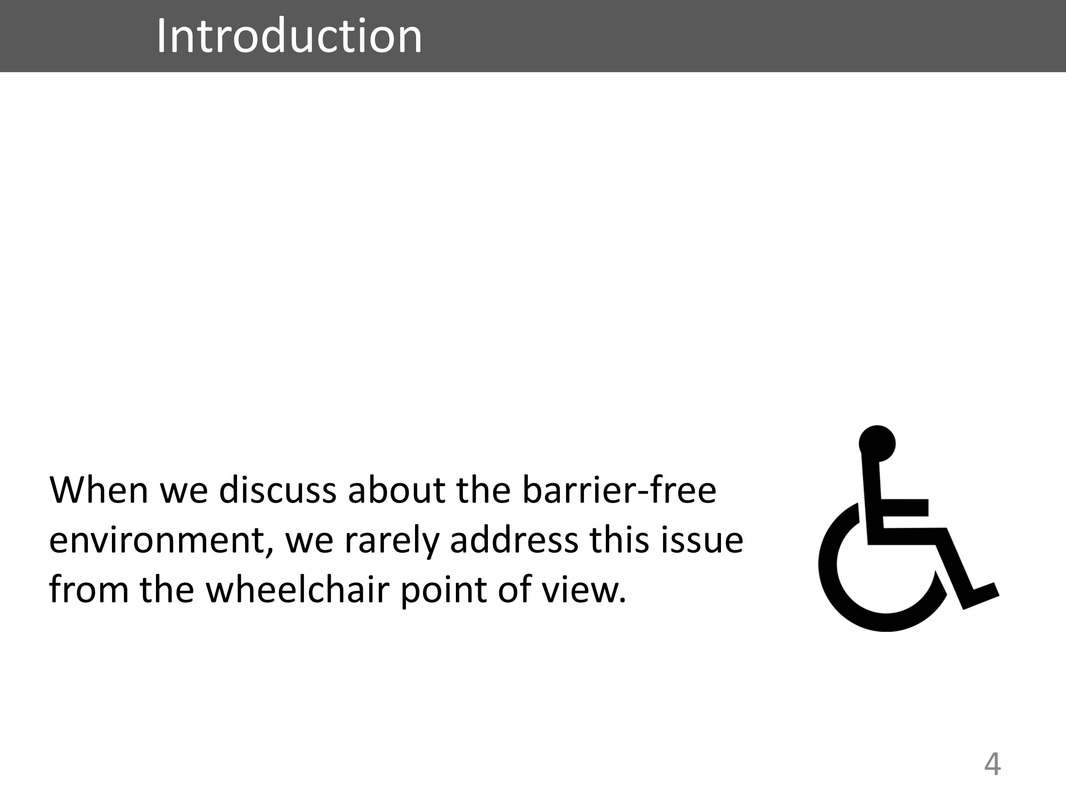 Introduction
When we discuss about the barrier-free
environment, we rarely address this issue
from the wheelchair point of view.
4